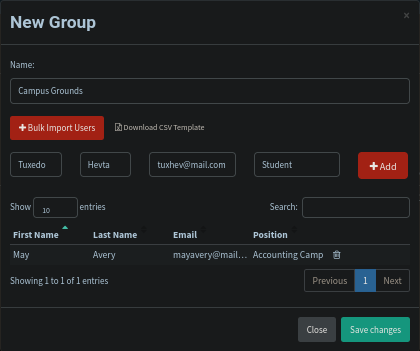 New Group
×
Name:
Campus Grounds
+ Bulk Import Users Download CSV Template
Tuxedo Hevta tuxhev@mail.com Student + Add
Show 10 entries Search:
First Name Last Name Email Position
May Avery mayavery@mail... Accounting Camp
Showing 1 to 1 of 1 entries Previous 1 Next
Close Save changes